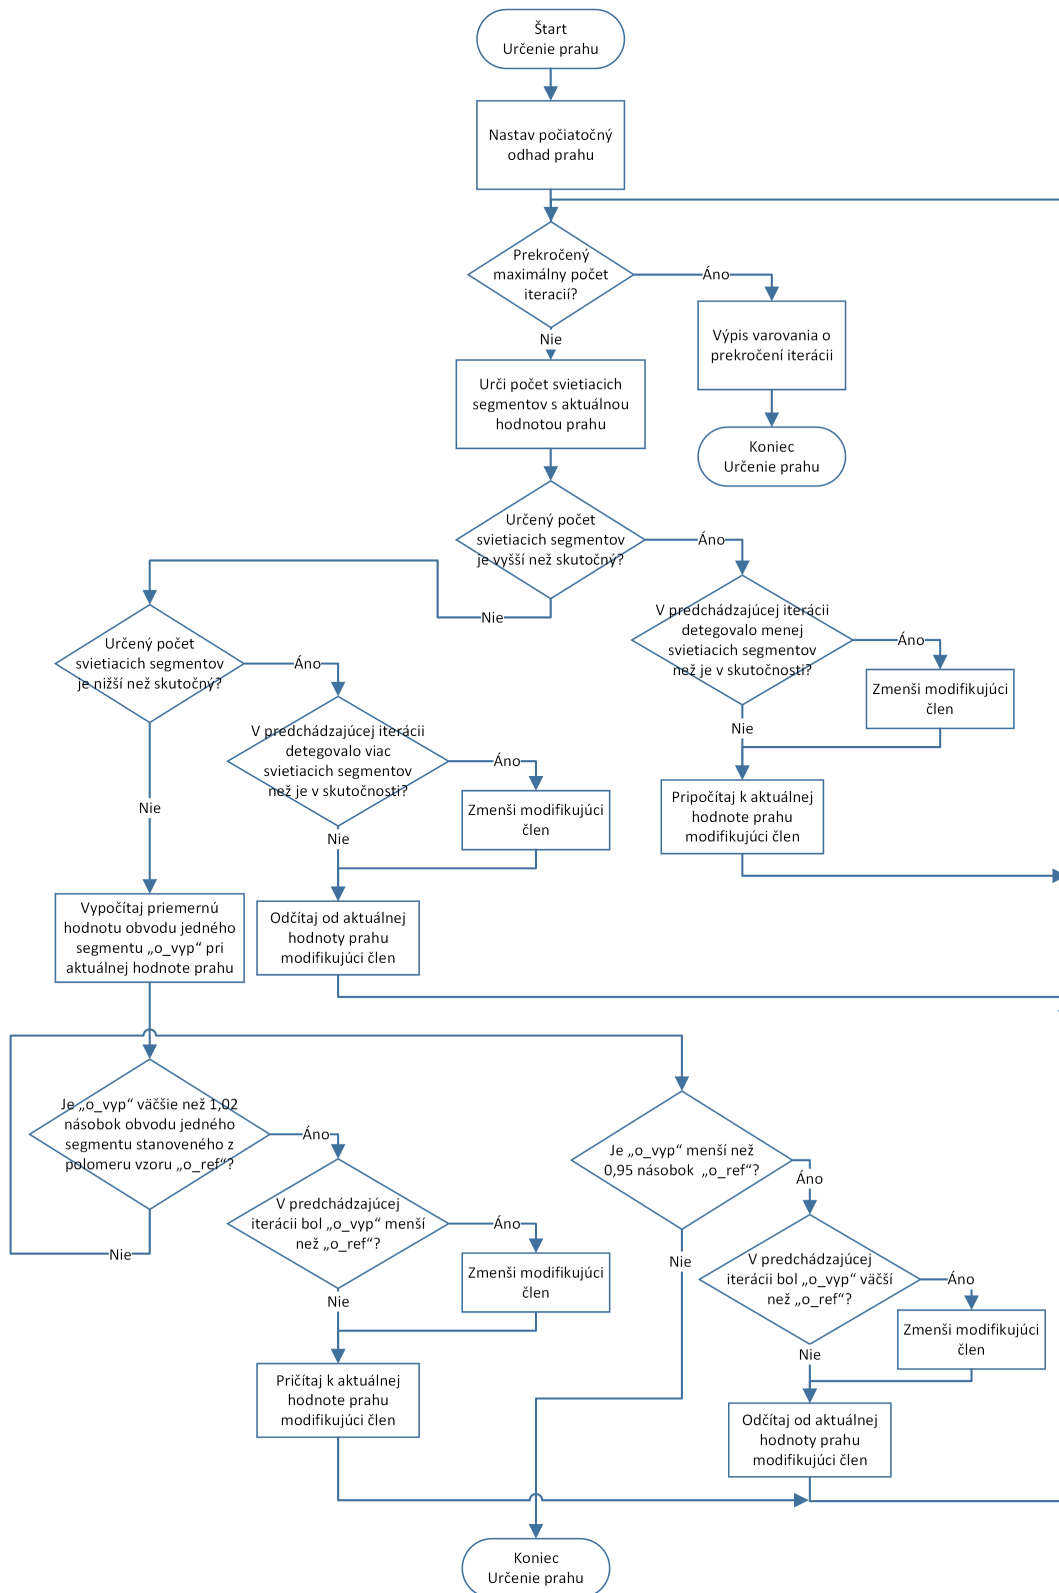 Štart
Určenie prahu
Nastav počiatočný
odhad prahu
Prekročený
maximálny počet
iteracií?
Áno
Nie
Výpis varovania o
prekročení iterácii
Urči počet svietiacich
segmentov s aktuálnou
hodnotou prahu
Koniec
Určenie prahu
Určený počet
svietiacich segmentov
je vyšší než skutočný?
Áno
Nie
V predchádzajúcej iterácii
detegovalo menej
svietiacich segmentov
než je v skutočnosti?
Áno
Zmenši modifikujúci
člen
Nie
Pripočítaj k aktuálnej
hodnote prahu
modifikujúci člen
Určený počet
svietiacich segmentov
je nižší než skutočný?
Áno
V predchádzajúcej iterácii
detegovalo viac
svietiacich segmentov
než je v skutočnosti?
Áno
Zmenši modifikujúci
člen
Nie
Nie
Odčítaj od aktuálnej
hodnoty prahu
modifikujúci člen
Vypočítaj priemernú
hodnotu obvodu jedného
segmentu „o_vyp“ pri
aktuálnej hodnote prahu
Je „o_vyp“ väčšie než 1,02
násobok obvodu jedného
segmentu stanoveného z
polomeru vzoru „o_ref“?
Áno
Nie
V predchádzajúcej
iterácii bol „o_vyp“ menší
než „o_ref“?
Áno
Zmenši modifikujúci
člen
Nie
Pričítaj k aktuálnej
hodnote prahu
modifikujúci člen
Je „o_vyp“ menší než
0,95 násobok „o_ref“?
Áno
Nie
V predchádzajúcej
iterácii bol „o_vyp“ väčší
než „o_ref“?
Áno
Zmenši modifikujúci
člen
Nie
Odčítaj od aktuálnej
hodnoty prahu
modifikujúci člen
Koniec
Určenie prahu